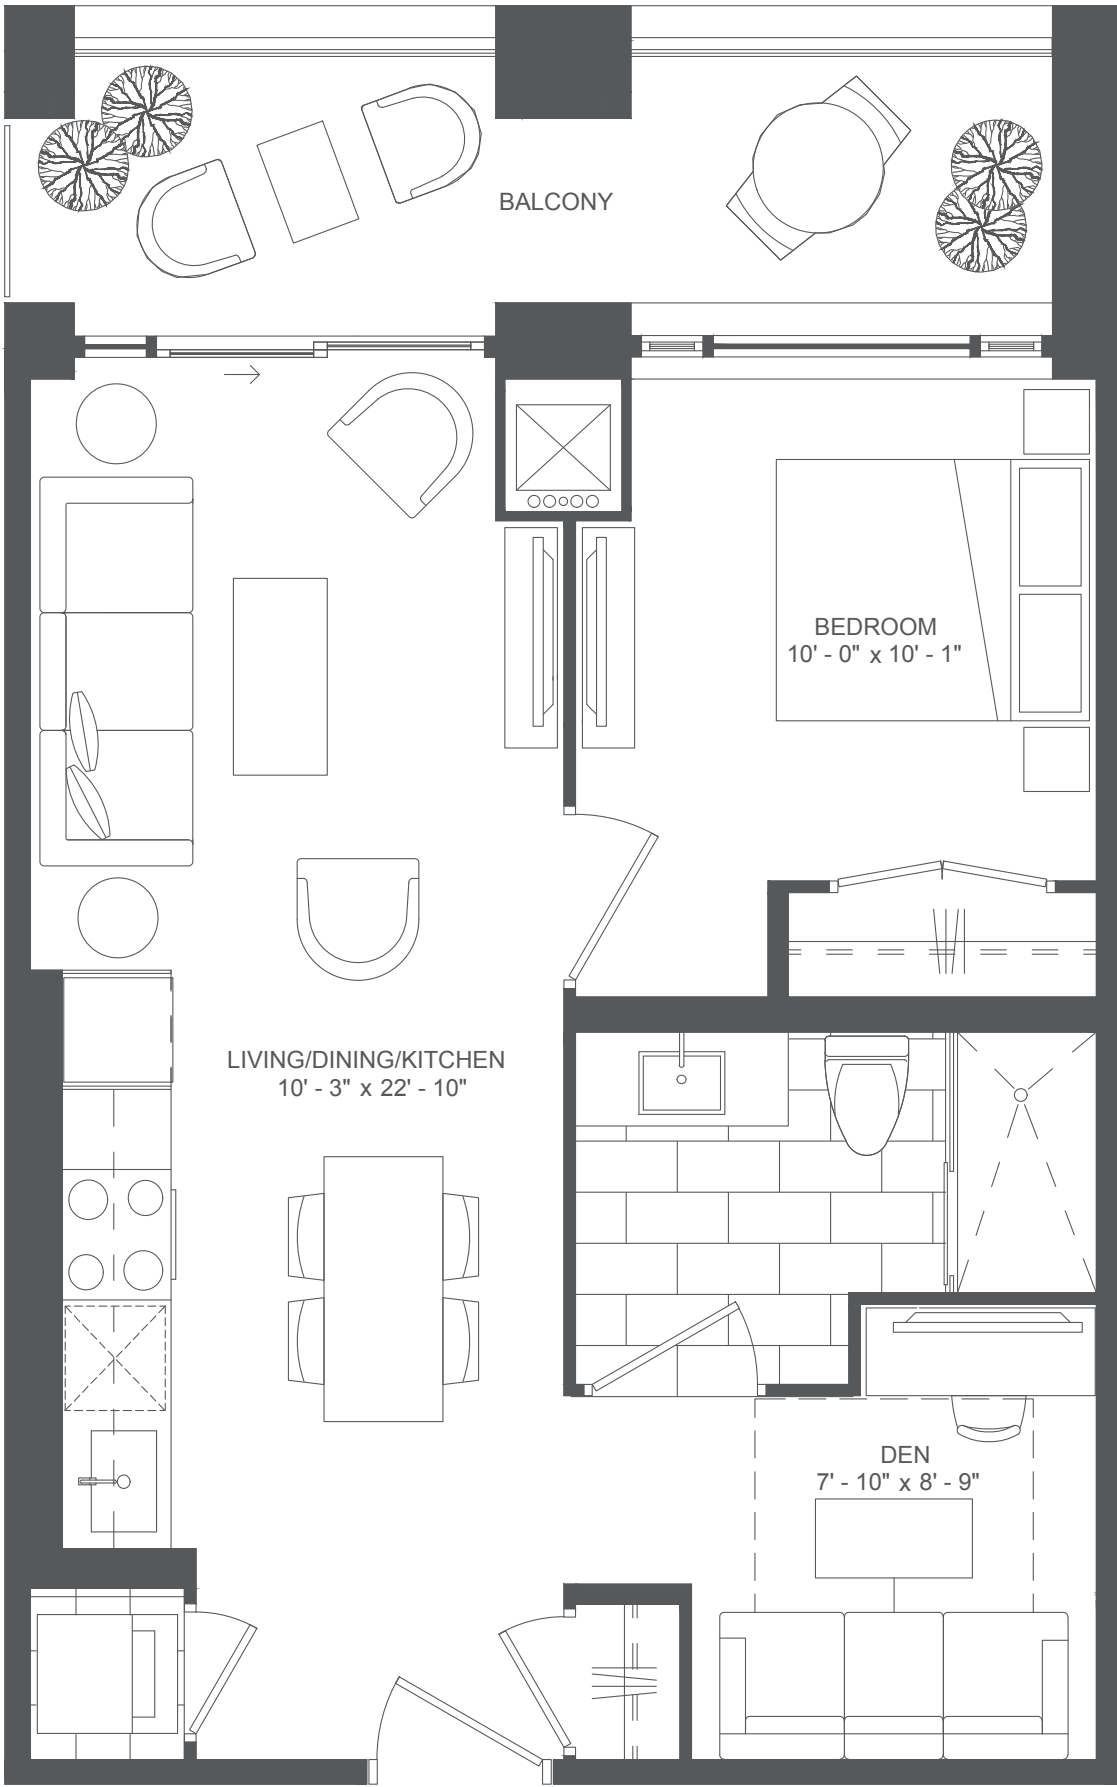 BALCONY
BEDROOM
10' - 0" x 10' - 1"
LIVING/DINING/KITCHEN
10' - 3" x 22' - 10"
DEN
7' - 10" x 8' - 9"